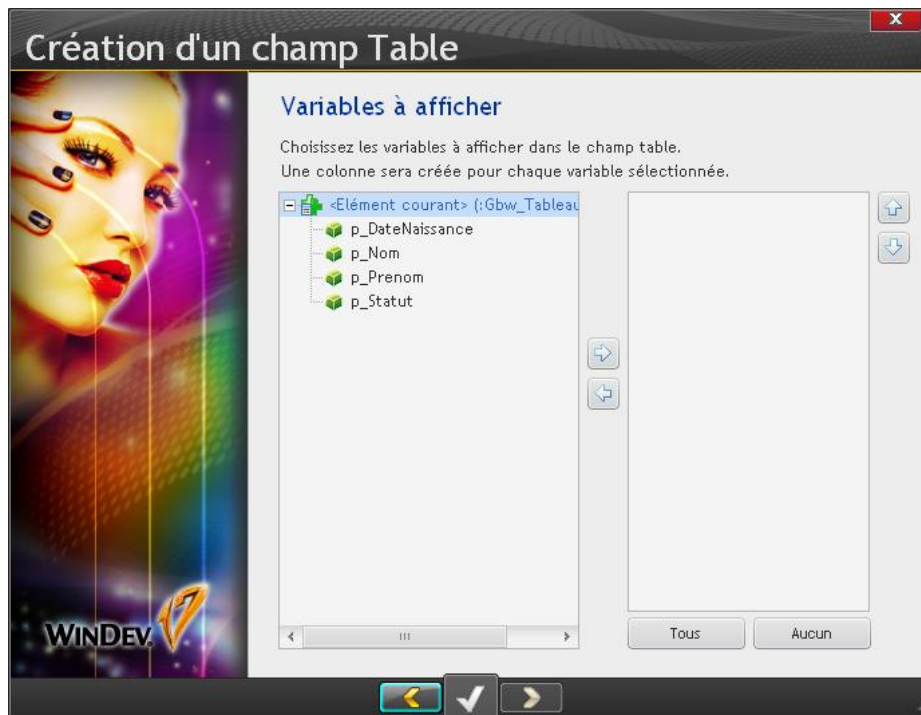 Création d'un champ Table
x
Variables à afficher
Choisissez les variables à afficher dans le champ table.
Une colonne sera créée pour chaque variable sélectionnée.
<Elément courant> (:Gbw_Tableau
p_DateNaissance
p_Nom
p_Prenom
p_Statut
Tous
Aucun
WINDEV. 17